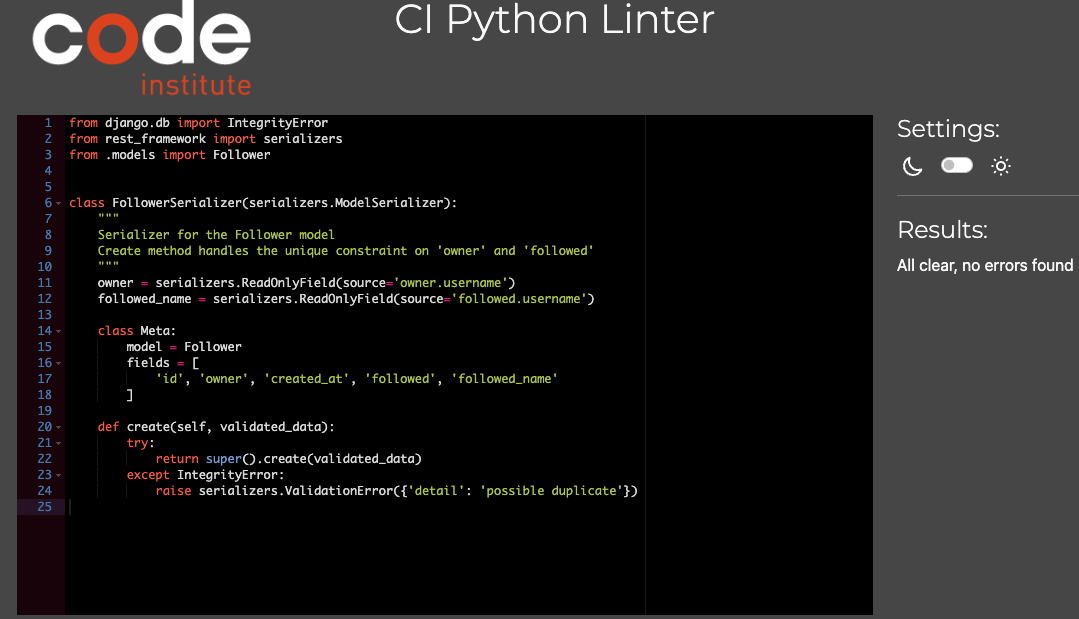 code
institute
CI Python Linter
1 from django.db import IntegrityError
2 from rest_framework import serializers
3 from .models import Follower
4
5
6 class FollowerSerializer(serializers.ModelSerializer):
7     """
8     Serializer for the Follower model
9     Create method handles the unique constraint on 'owner' and 'followed'
10     """
11     owner = serializers.ReadOnlyField(source='owner.username')
12     followed_name = serializers.ReadOnlyField(source='followed.username')
13
14     class Meta:
15         model = Follower
16         fields = [
17             'id', 'owner', 'created_at', 'followed', 'followed_name'
18         ]
19
20     def create(self, validated_data):
21         try:
22             return super().create(validated_data)
23         except IntegrityError:
24             raise serializers.ValidationError({'detail': 'possible duplicate'})
25
Settings:
Results:
All clear, no errors found